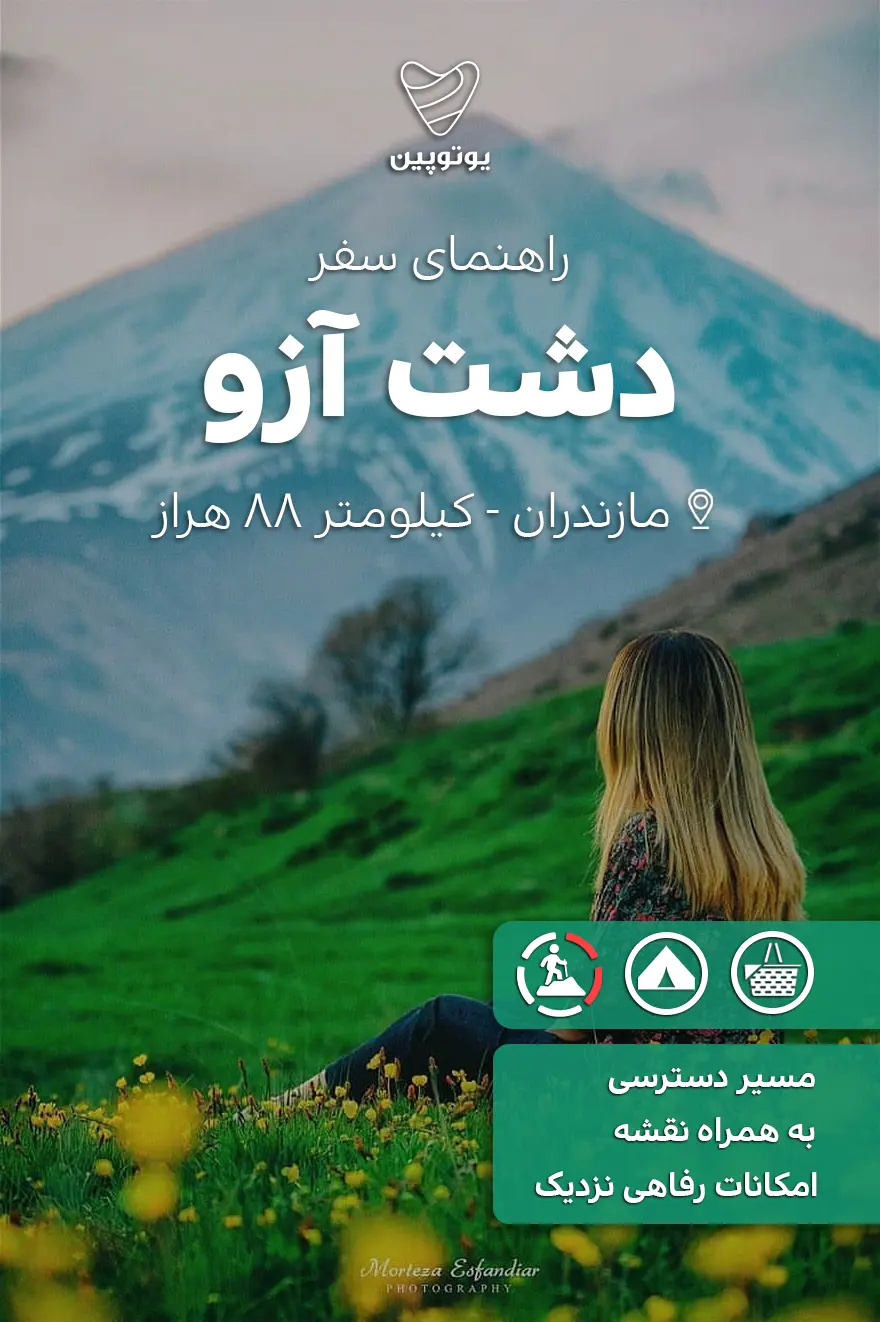 یوتوپین
راهنمای سفر
دشت آزو
مازندران - کیلومتر ۸۸ هراز
مسیر دسترسی
به همراه نقشه
امکانات رفاهی نزدیک
Morteza Esfandiar
PHOTOGRAPHY